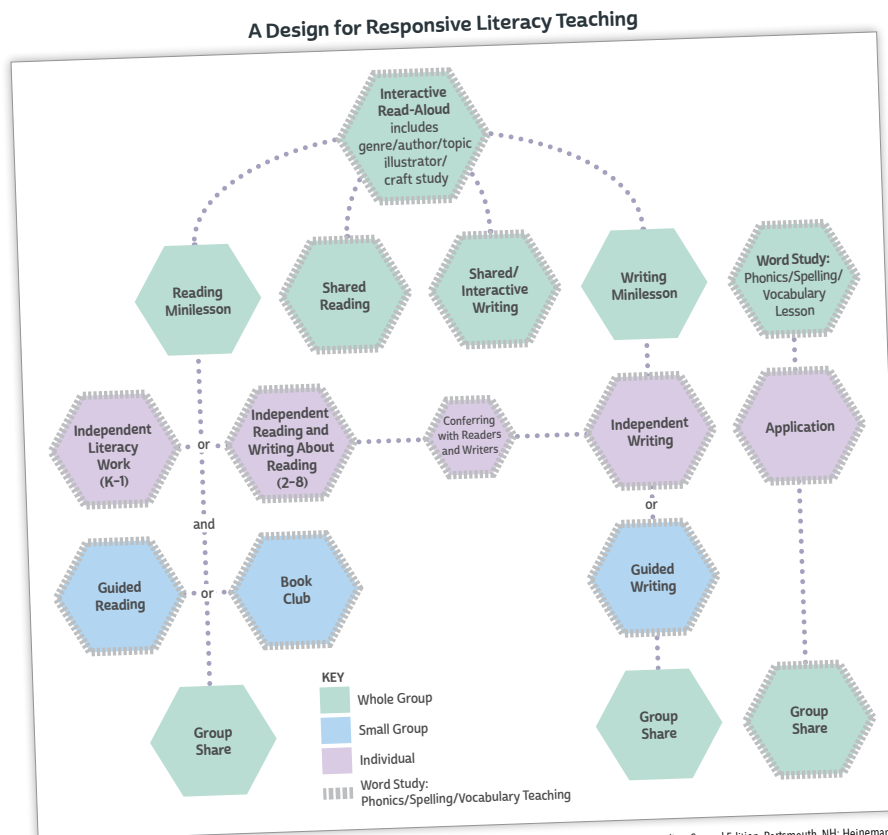 A Design for Responsive Literacy Teaching
Interactive
Read-Aloud
includes
genre/author/topic
illustrator/
craft study
Reading
Minilesson
Shared
Reading
Shared/
Interactive
Writing
Writing
Minilesson
Word Study:
Phonics/Spelling/
Vocabulary
Lesson
Independent
Literacy
Work
(K–1)
or
Independent
Reading and
Writing About
Reading
(2–8)
Conferring
with Readers
and Writers
Independent
Writing
Application
and
or
Guided
Reading
or
Book
Club
Guided
Writing
Group
Share
KEY
Whole Group
Small Group
Individual
Word Study:
Phonics/Spelling/Vocabulary Teaching
Group
Share
Group
Share
Edition, Portsmouth, NH: